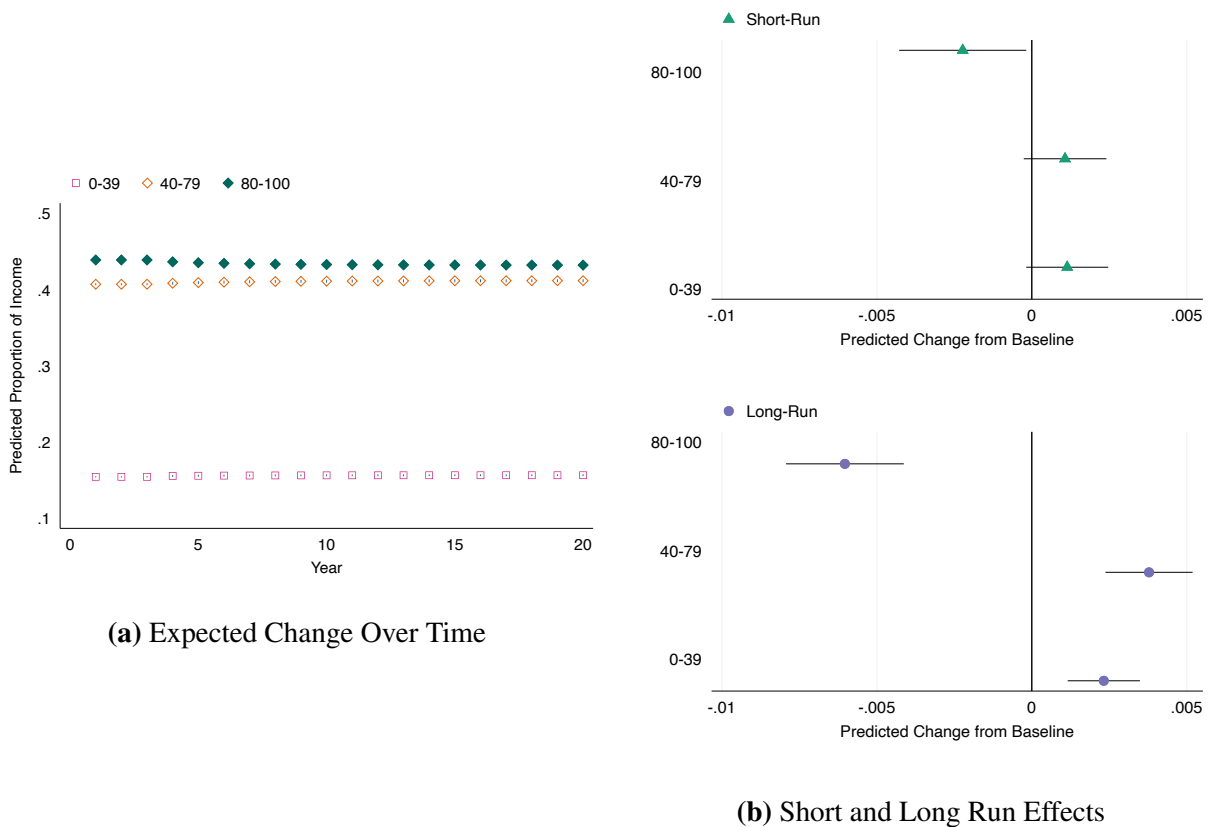 0-39 40-79 80-100
.5
.4
.3
.2
.1
Predicted Proportion of Income
0 5 10 15 20
Year
(a) Expected Change Over Time
Short-Run
80-100
40-79
0-39
-.01 -.005 0 .005
Predicted Change from Baseline
Long-Run
80-100
40-79
0-39
-.01 -.005 0 .005
Predicted Change from Baseline
(b) Short and Long Run Effects